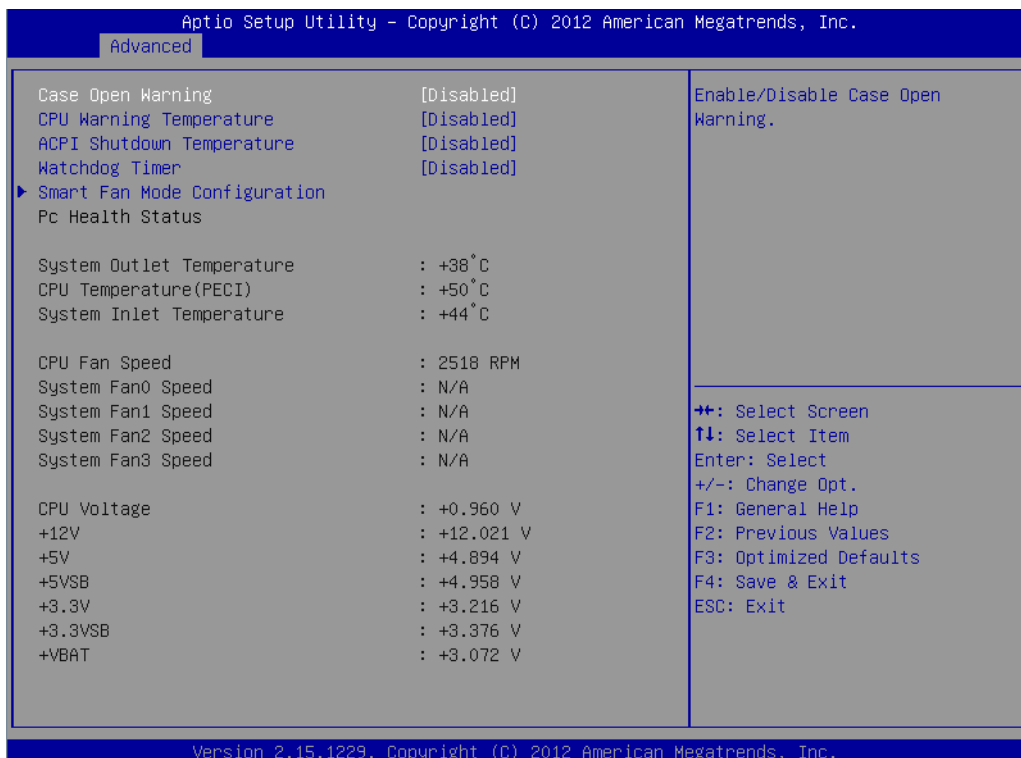 Aptio Setup Utility – Copyright (C) 2012 American Megatrends, Inc.
Advanced
Case Open Warning [Disabled]
CPU Warning Temperature [Disabled]
ACPI Shutdown Temperature [Disabled]
Watchdog Timer [Disabled]
▶ Smart Fan Mode Configuration
Pc Health Status
System Outlet Temperature : +38°C
CPU Temperature(PECI) : +50°C
System Inlet Temperature : +44°C
CPU Fan Speed : 2518 RPM
System Fan0 Speed : N/A
System Fan1 Speed : N/A
System Fan2 Speed : N/A
System Fan3 Speed : N/A
CPU Voltage : +0.960 V
+12V : +12.021 V
+5V : +4.894 V
+5VSB : +4.958 V
+3.3V : +3.216 V
+3.3VSB : +3.376 V
+VBAT : +3.072 V
Enable/Disable Case Open
Warning.
→←: Select Screen
↑↓: Select Item
Enter: Select
+/-: Change Opt.
F1: General Help
F2: Previous Values
F3: Optimized Defaults
F4: Save & Exit
ESC: Exit
Version 2.15.1229. Copyright (C) 2012 American Megatrends, Inc.